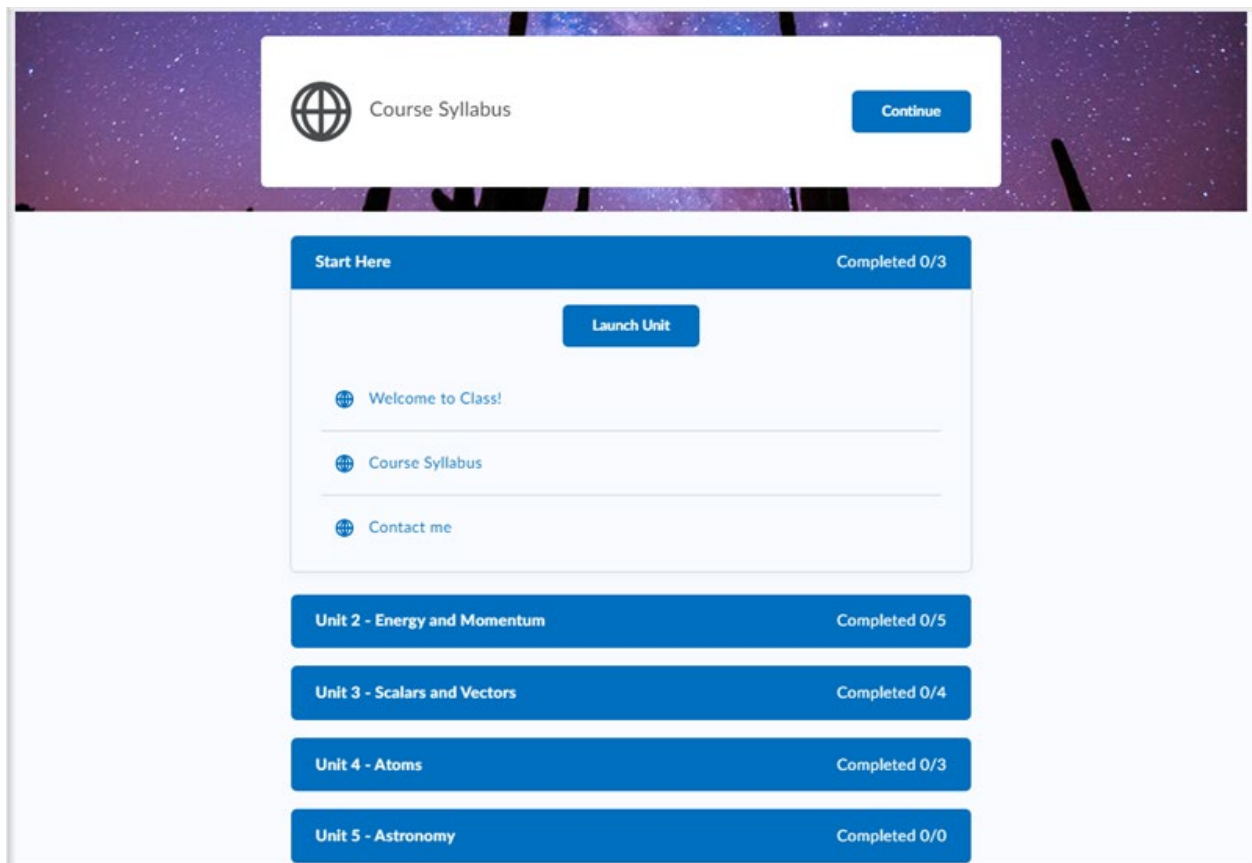 Course Syllabus Continue
Start Here Completed 0/3
Launch Unit
Welcome to Class!
Course Syllabus
Contact me
Unit 2 - Energy and Momentum Completed 0/5
Unit 3 - Scalars and Vectors Completed 0/4
Unit 4 - Atoms Completed 0/3
Unit 5 - Astronomy Completed 0/0